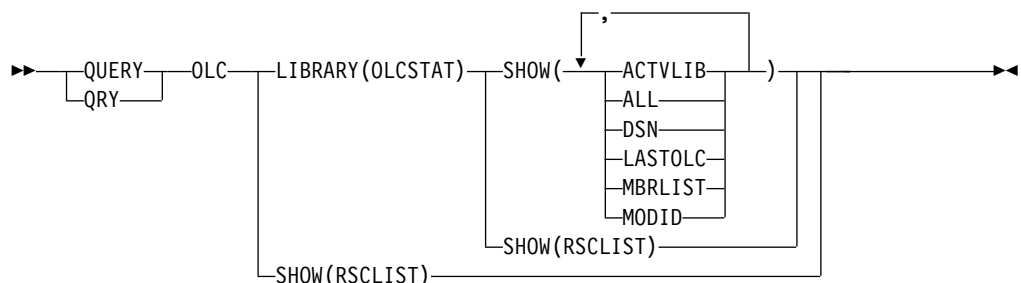 ,
QUERY OLC LIBRARY(OLCSTAT) SHOW( ACTVLIB )
QRY ALL
DSN
LASTOLC
MBRLIST
MODID
SHOW(RSCLIST)
SHOW(RSCLIST)